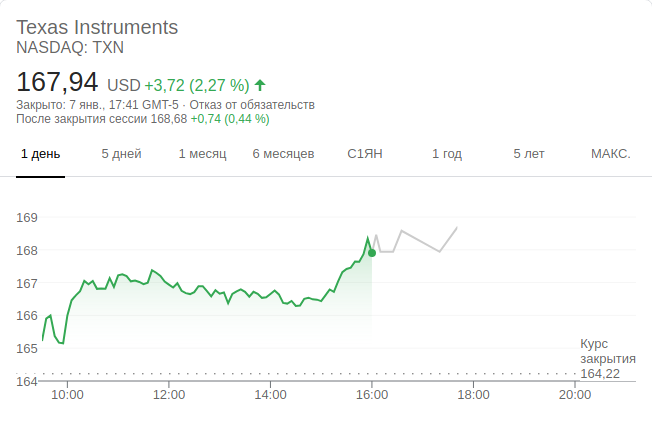 Texas Instruments
NASDAQ: TXN
167,94 USD +3,72 (2,27 %)
Закрыто: 7 янв., 17:41 GMT-5 · Отказ от обязательств
После закрытия сессии 168,68 +0,74 (0,44 %)
1 день 5 дней 1 месяц 6 месяцев С1ЯН 1 год 5 лет МАКС.
169
168
167
166
165
164
Курс
закрытия
164,22
10:00 12:00 14:00 16:00 18:00 20:00